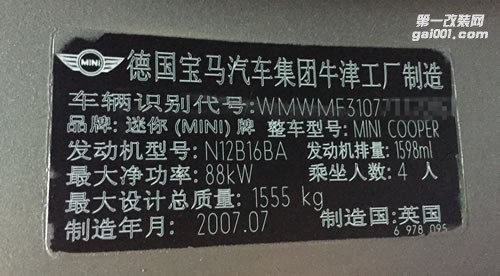 第一改装网
gai001.com
MINI
德国宝马汽车集团牛津工厂制造
车辆识别代号:WMWMF3107
品牌:迷你(MINI)牌 整车型号:MINI COOPER
发动机型号:N12B16BA 发动机排量:1598ml
最大净功率:88kW 乘坐人数:4 人
最大设计总质量:1555 kg
制造年月:2007.07 制造国:英国
6 978 095